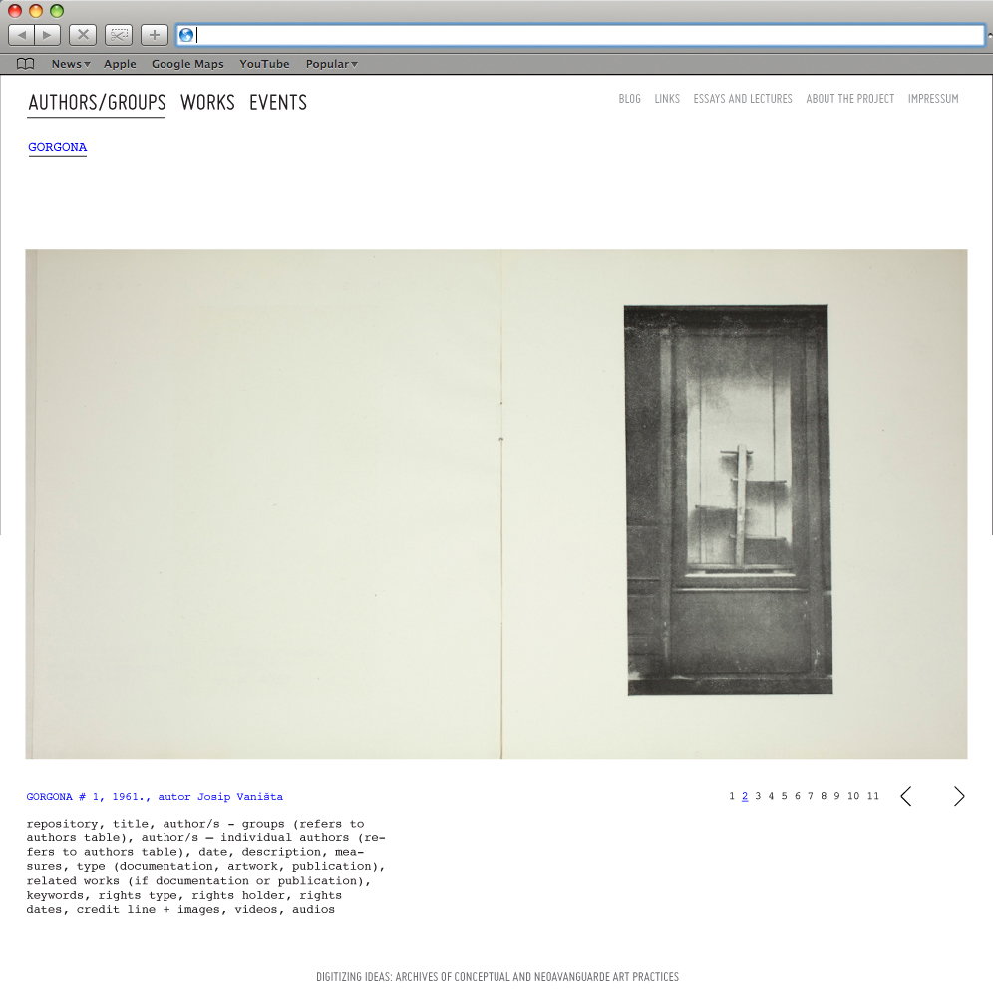 News Apple Google Maps YouTube Popular
AUTHORS/GROUPS WORKS EVENTS
BLOG LINKS ESSAYS AND LECTURES ABOUT THE PROJECT IMPRESSUM
GORGONA
GORGONA # 1, 1961., autor Josip Vaništa
1 2 3 4 5 6 7 8 9 10 11
repository, title, author/s - groups (refers to
authors table), author/s – individual authors (re-
fers to authors table), date, description, mea-
sures, type (documentation, artwork, publication),
related works (if documentation or publication),
keywords, rights type, rights holder, rights
dates, credit line + images, videos, audios
DIGITIZING IDEAS: ARCHIVES OF CONCEPTUAL AND NEOAVANGUARDE ART PRACTICES